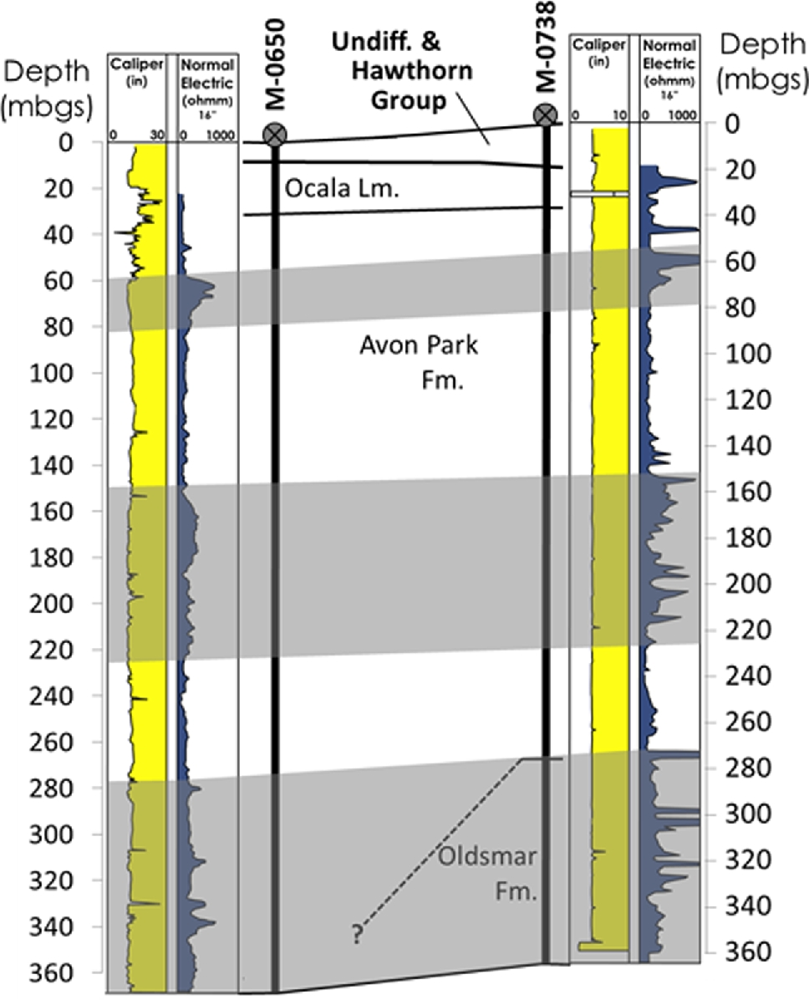 Depth
(mbgs)
Caliper
(in)
0 30
Normal
Electric
(ohmm)
16"
0 1000
M-0650
Undiff. &
Hawthorn
Group
M-0738
Caliper
(in)
0 10
Normal
Electric
(ohmm)
16"
0 1000
Depth
(mbgs)
0
20
40
60
80
100
120
140
160
180
200
220
240
260
280
300
320
340
360
Ocala Lm.
Avon Park
Fm.
Oldsmar
Fm.
?
0
20
40
60
80
100
120
140
160
180
200
220
240
260
280
300
320
340
360